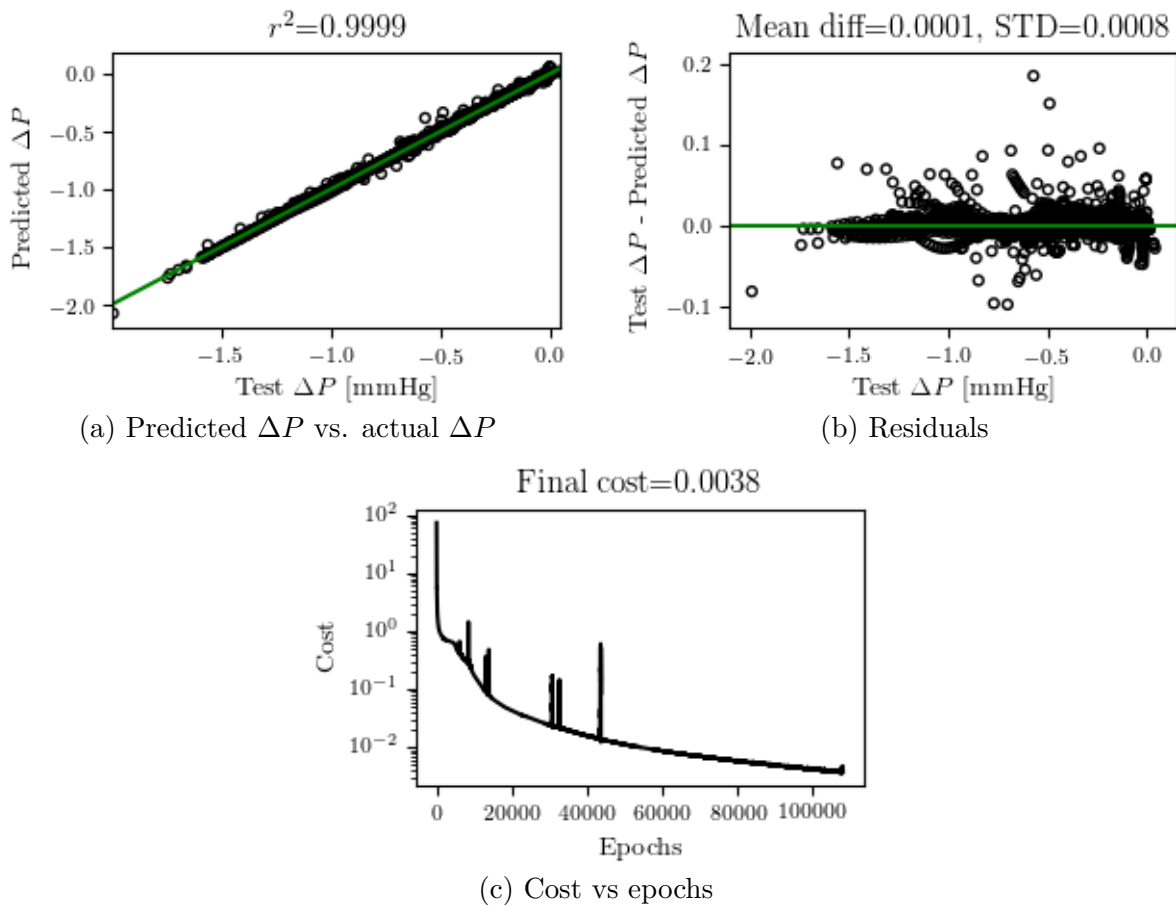 r²=0.9999
Predicted ΔP
0.0
−0.5
−1.0
−1.5
−2.0
−1.5
−1.0
−0.5
0.0
Test ΔP [mmHg]
(a) Predicted ΔP vs. actual ΔP
Mean diff=0.0001, STD=0.0008
Test ΔP - Predicted ΔP
0.2
0.1
0.0
−0.1
−2.0
−1.5
−1.0
−0.5
0.0
Test ΔP [mmHg]
(b) Residuals
Final cost=0.0038
Cost
10²
10¹
10⁰
10⁻¹
10⁻²
0
20000
40000
60000
80000
100000
Epochs
(c) Cost vs epochs